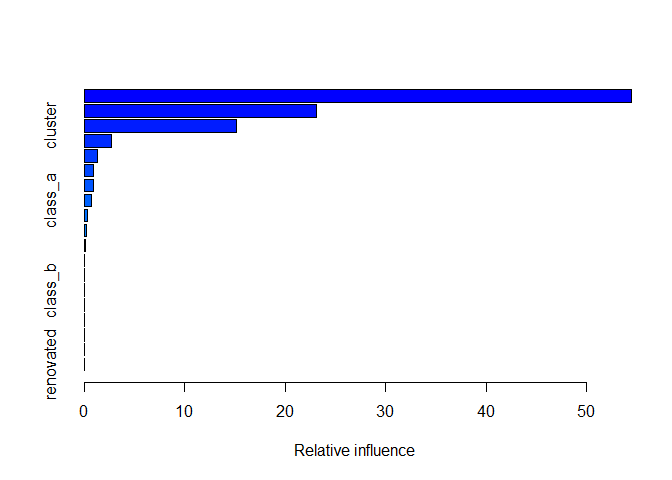 cluster
class_a
class_b
renovated
0 10 20 30 40 50
Relative influence